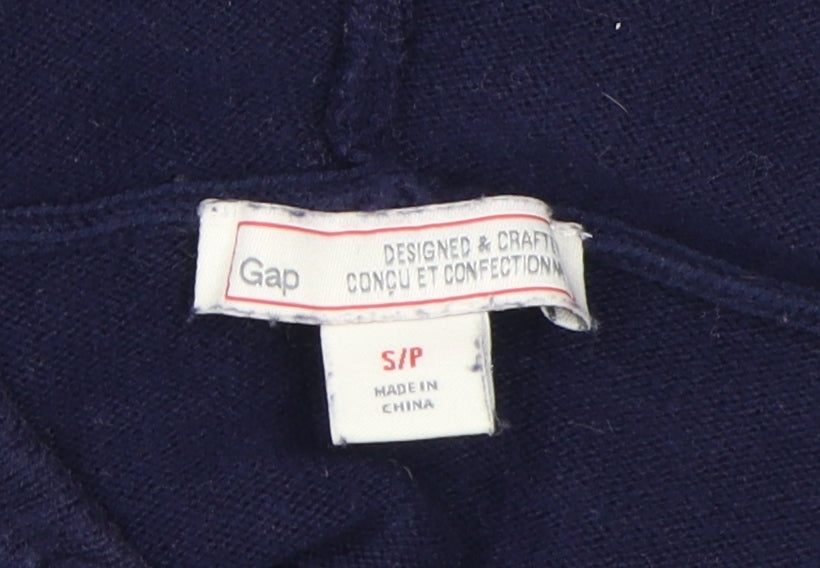 Gap
DESIGNED & CRAFT
CONÇU ET CONFECTIONN
S/P
MADE IN
CHINA